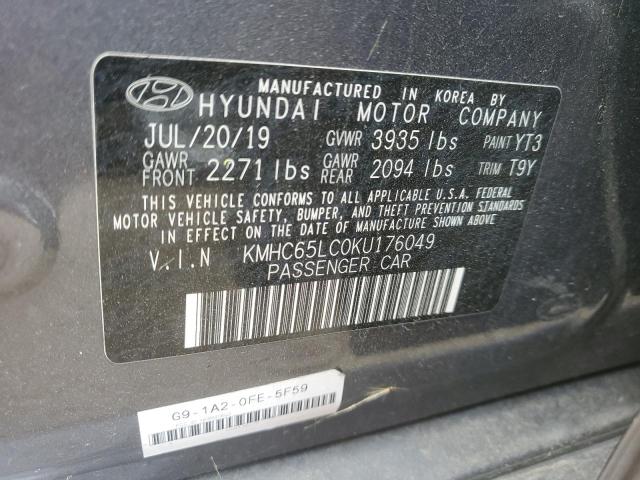 MANUFACTURED IN KOREA BY
HYUNDAI MOTOR COMPANY
JUL/20/19 GVWR 3935 lbs PAINT YT3
GAWR FRONT 2271 lbs GAWR REAR 2094 lbs TRIM T9Y
THIS VEHICLE CONFORMS TO ALL APPLICABLE U.S.A. FEDERAL
MOTOR VEHICLE SAFETY, BUMPER, AND THEFT PREVENTION
STANDARDS IN EFFECT ON THE DATE OF MANUFACTURE SHOWN ABOVE.
V.I.N KMHC65LC0KU176049
PASSENGER CAR
G9-1A2-0FE-5F59